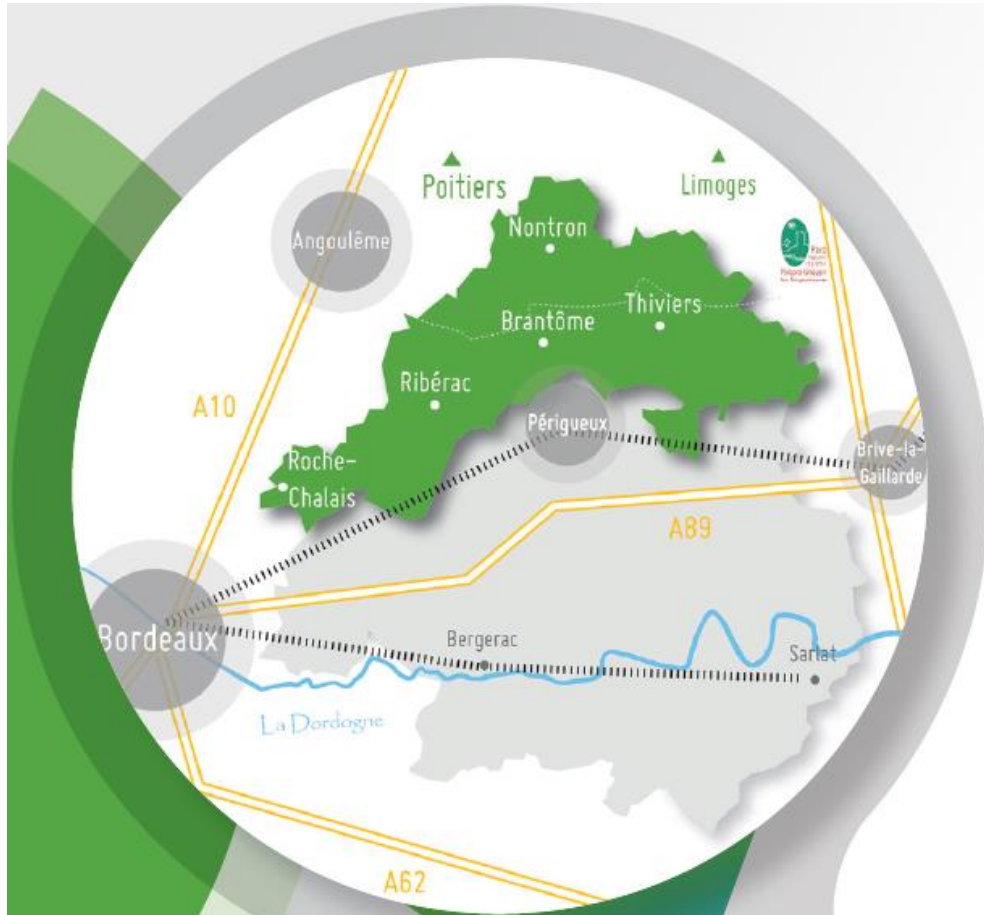 Poitiers
Limoges
Angoulême
Nontron
Parc
Thiviers
Brantôme
Ribérac
A10
Périgueux
Roche-
Chalais
Brive-la-
Gaillarde
A89
Bordeaux
Bergerac
Sarlat
La Dordogne
A62